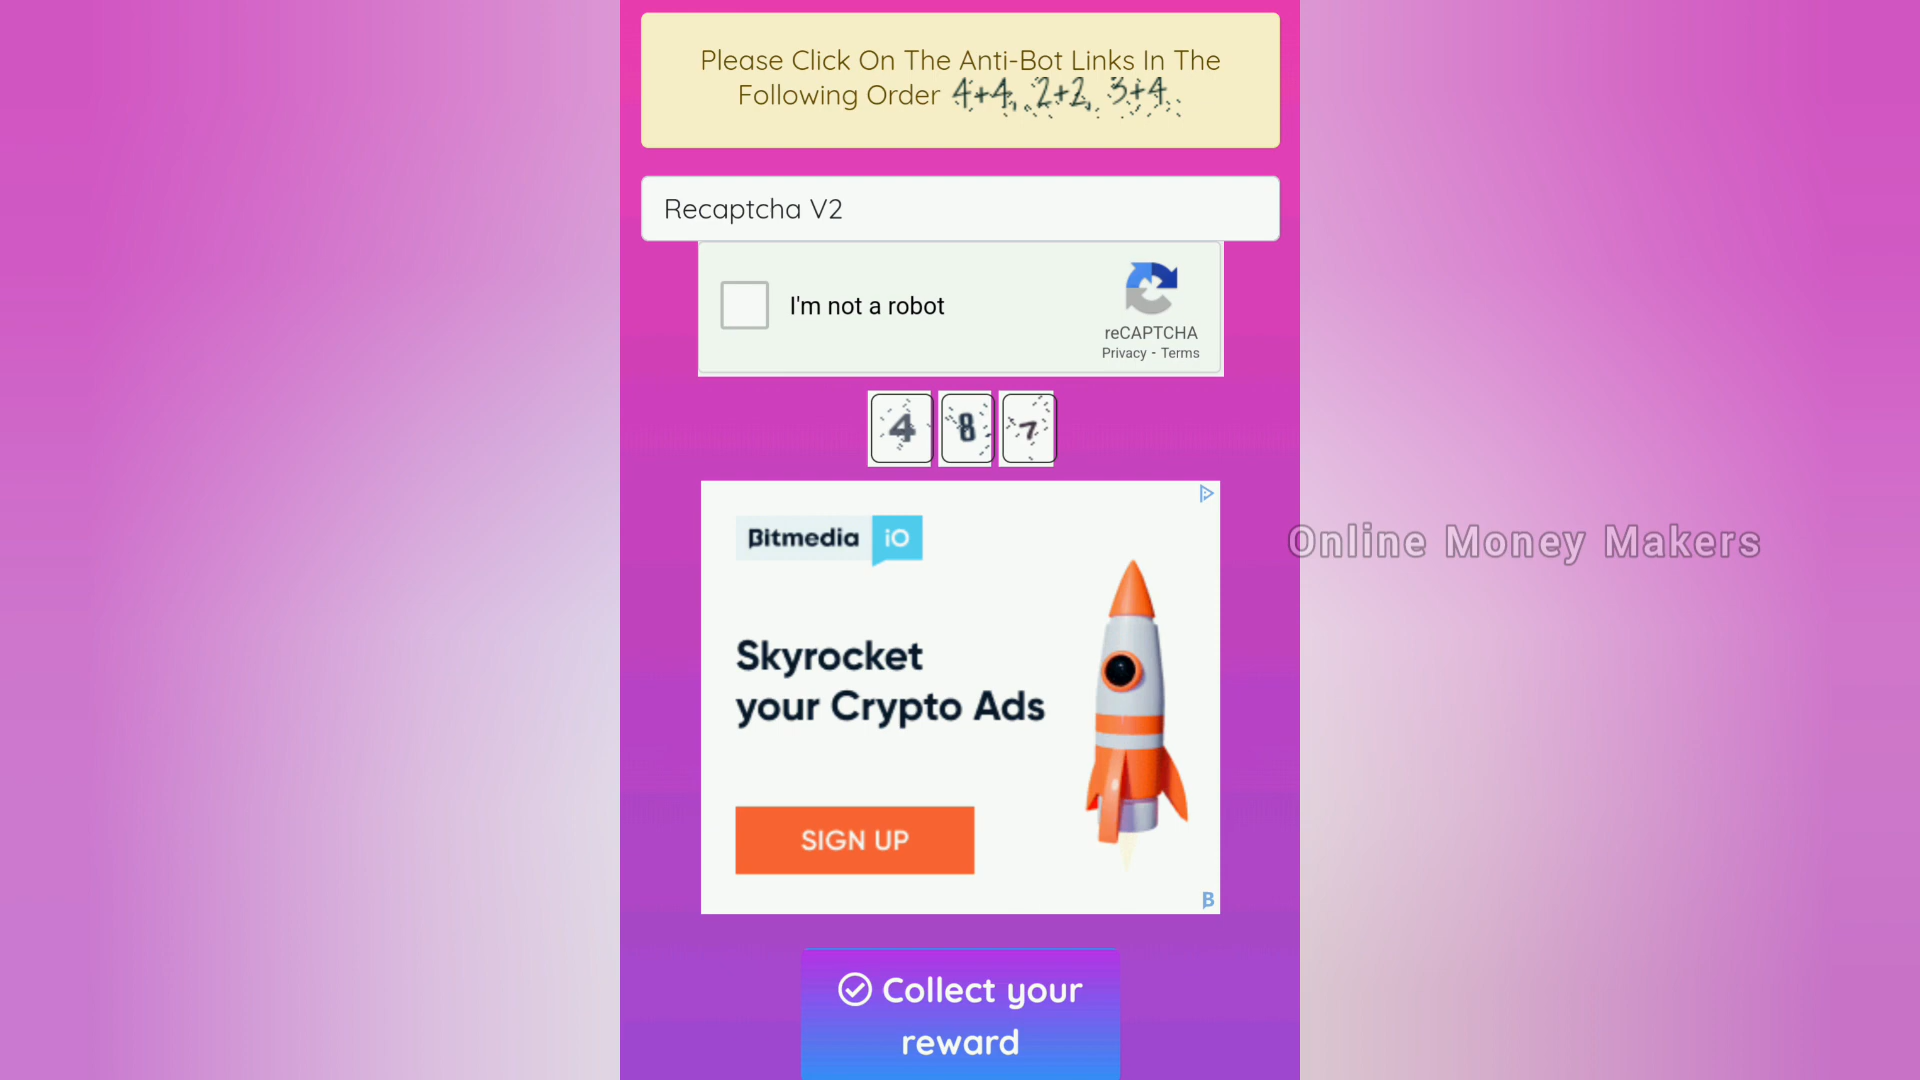 Please Click On The Anti-Bot Links In The
Following Order 4+4, 2+2, 3+4
Recaptcha V2
I'm not a robot
reCAPTCHA
Privacy - Terms
4 8 7
Bitmedia iO
Online Money Makers
Skyrocket
your Crypto Ads
SIGN UP
B
Collect your
reward